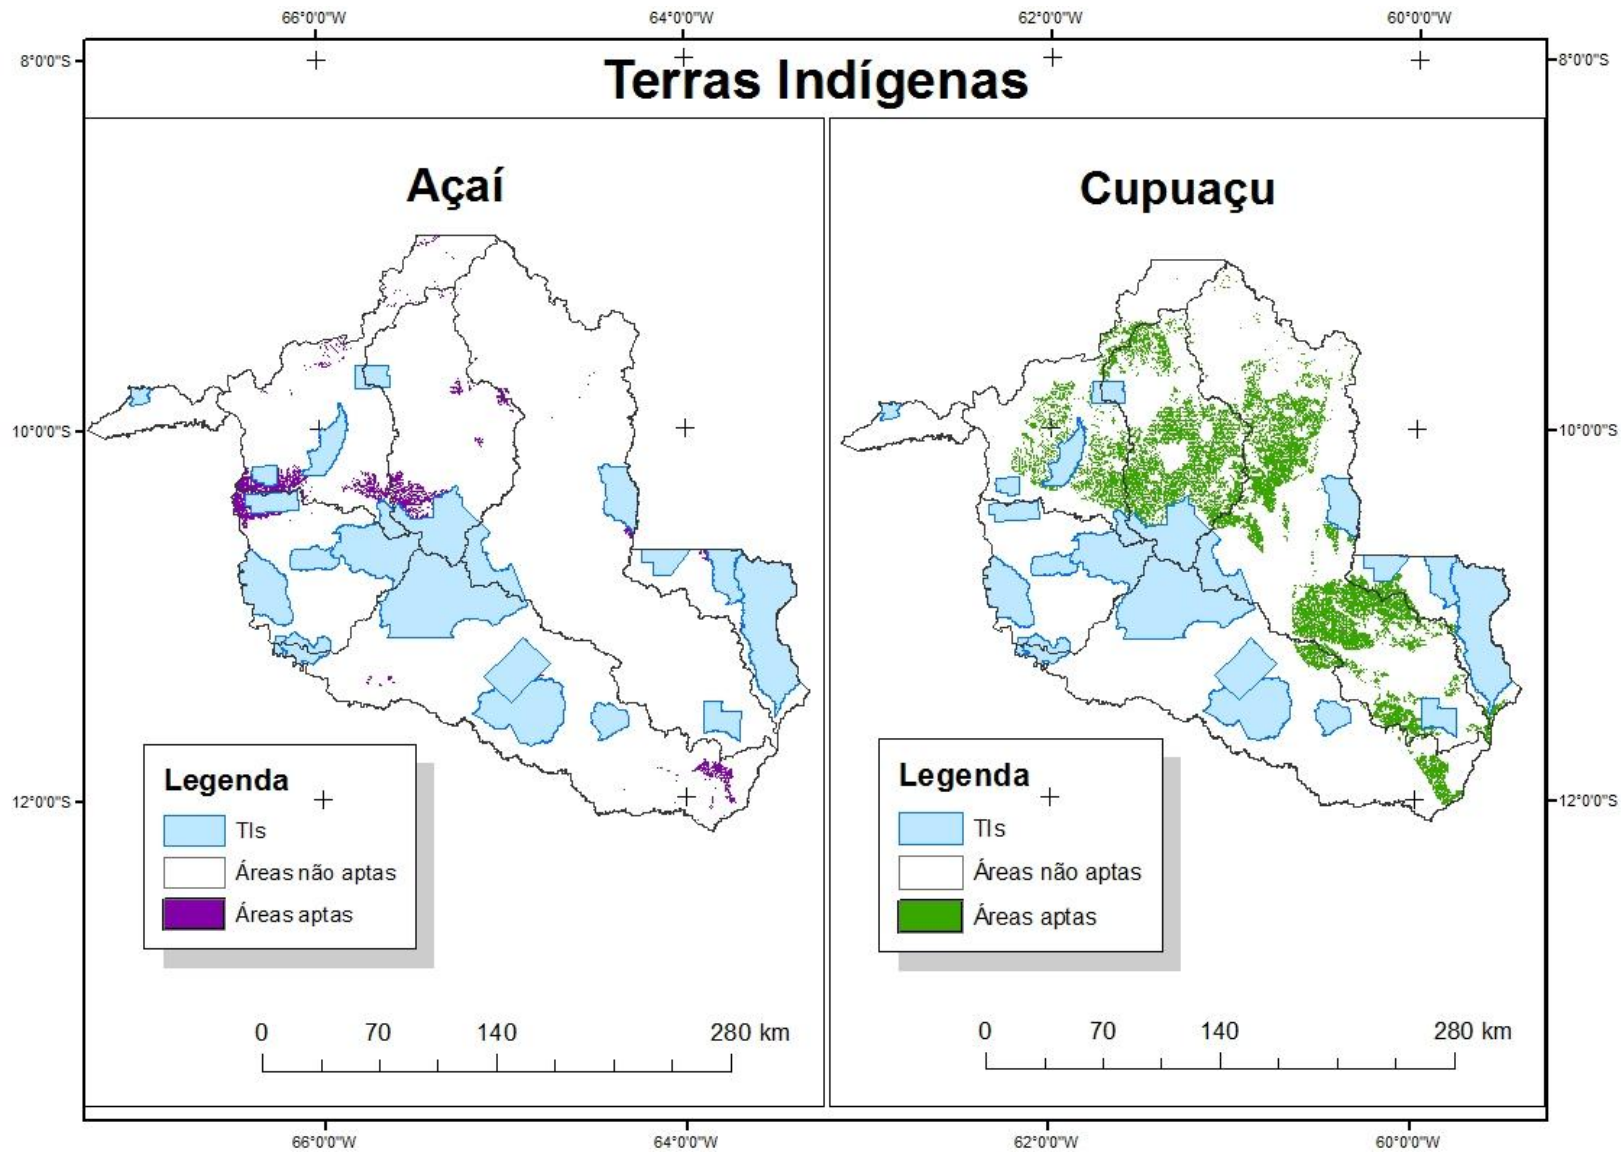 66°0'0"W 64°0'0"W 62°0'0"W 60°0'0"W
8°0'0"S 8°0'0"S
Terras Indígenas
Açaí
Cupuaçu
10°0'0"S 10°0'0"S
12°0'0"S 12°0'0"S
Legenda
TIs
Áreas não aptas
Áreas aptas
0 70 140 280 km
Legenda
TIs
Áreas não aptas
Áreas aptas
0 70 140 280 km
66°0'0"W 64°0'0"W 62°0'0"W 60°0'0"W